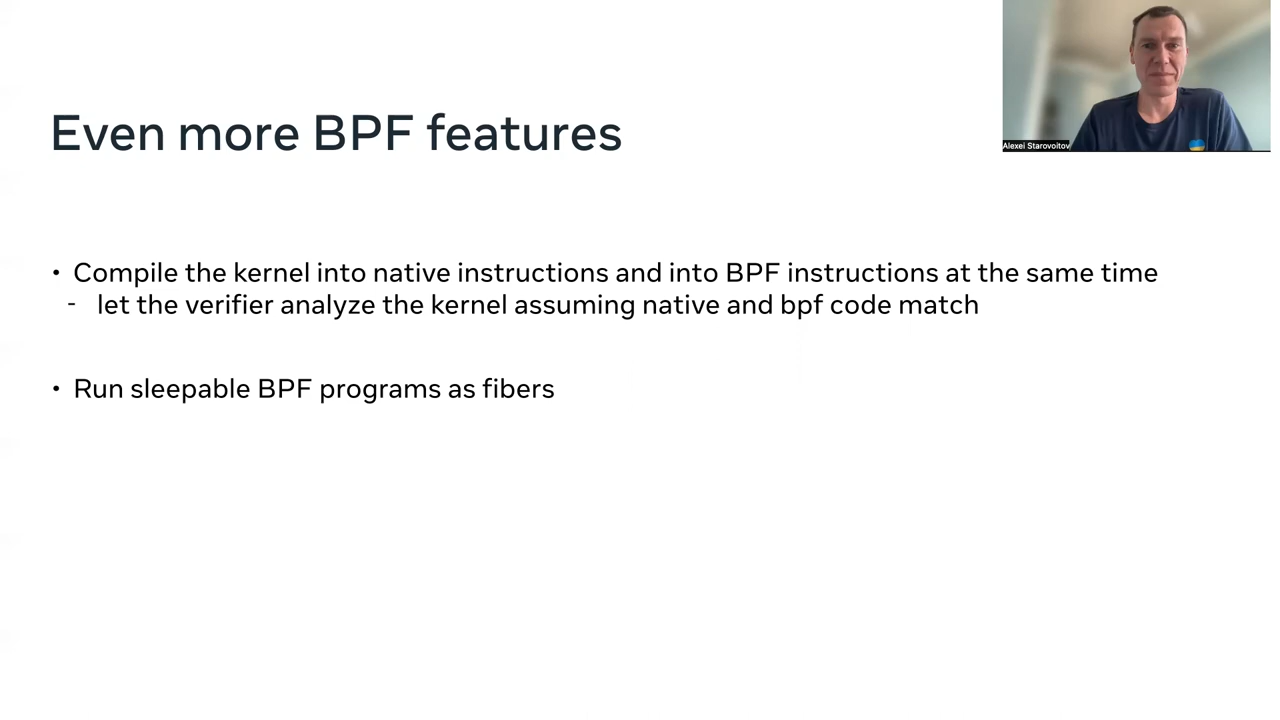 Alexei Starovoitov
Even more BPF features
• Compile the kernel into native instructions and into BPF instructions at the same time
- let the verifier analyze the kernel assuming native and bpf code match
• Run sleepable BPF programs as fibers